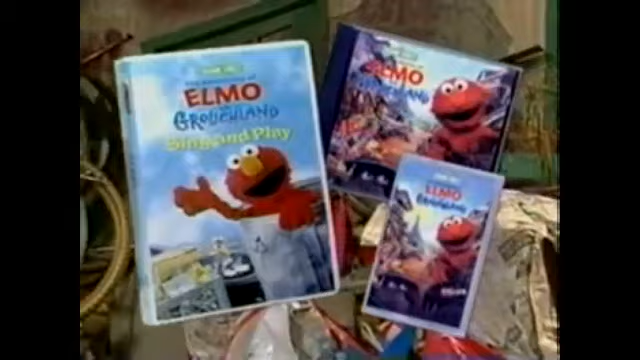 ELMO
GROUCHLAND
Sing and Play
ELMO
GROUCHLAND
ELMO
GROUCHLAND